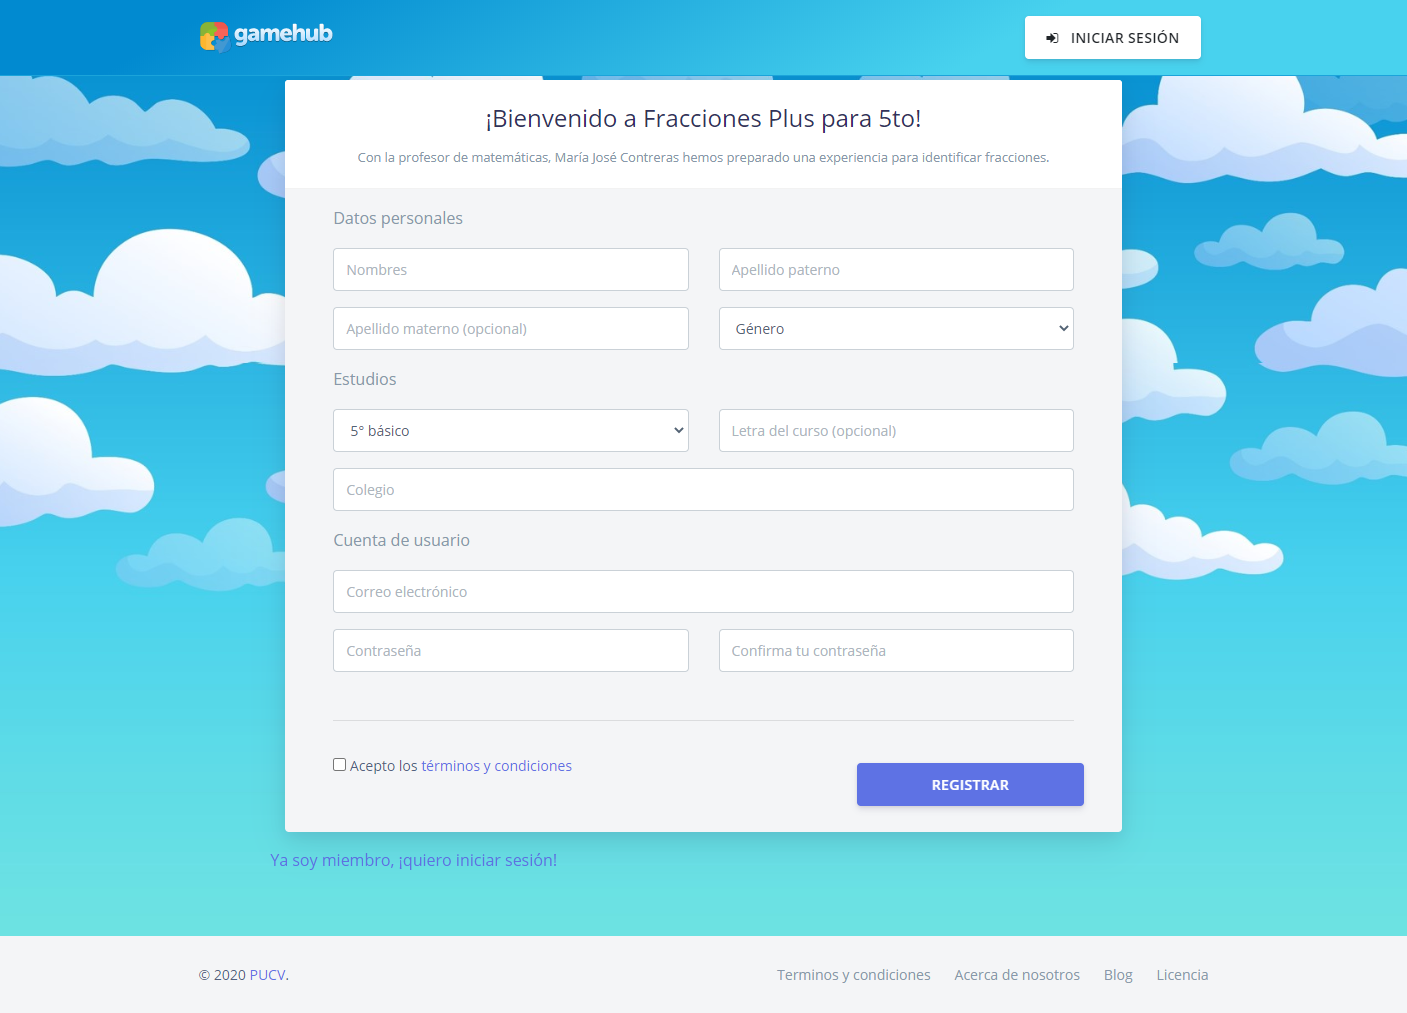 gamehub
INICIAR SESIÓN
¡Bienvenido a Fracciones Plus para 5to!
Con la profesor de matemáticas, María José Contreras hemos preparado una experiencia para identificar fracciones.
Datos personales
Nombres
Apellido paterno
Apellido materno (opcional)
Género
Estudios
5° básico
Letra del curso (opcional)
Colegio
Cuenta de usuario
Correo electrónico
Contraseña
Confirma tu contraseña
Acepto los términos y condiciones
REGISTRAR
Ya soy miembro, ¡quiero iniciar sesión!
© 2020 PUCV.
Terminos y condiciones
Acerca de nosotros
Blog
Licencia